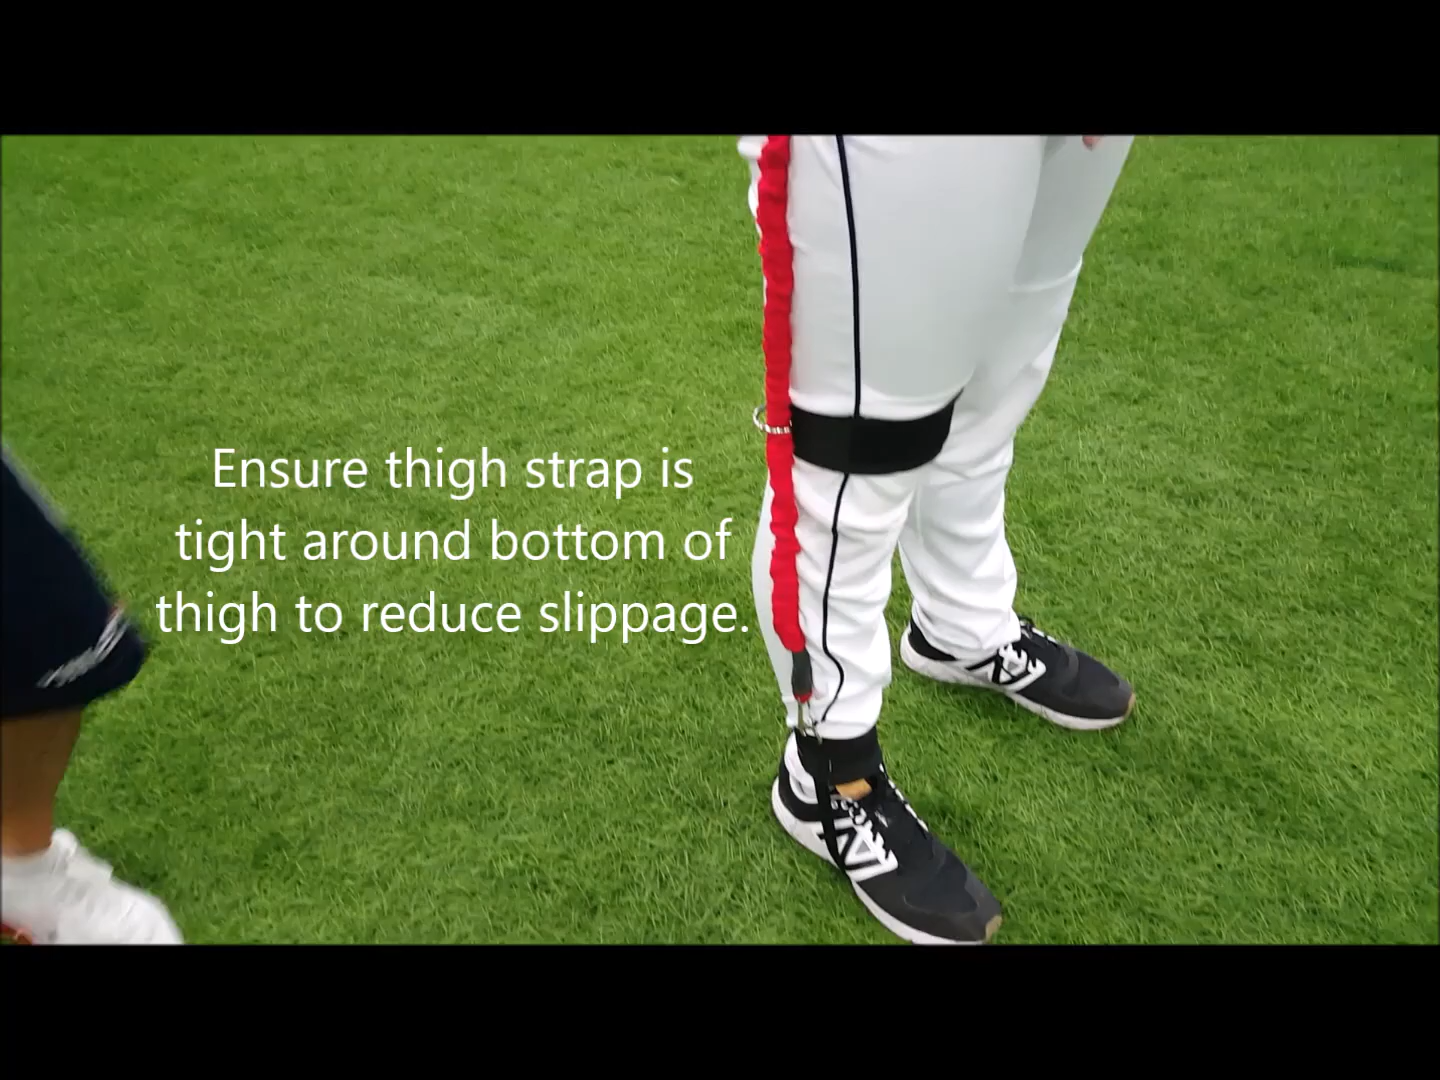 Ensure thigh strap is
tight around bottom of
thigh to reduce slippage.
N
N